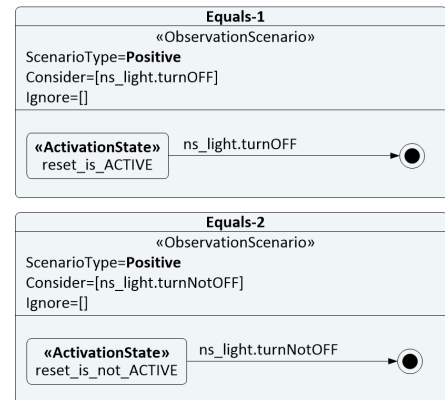 Equals-1
«ObservationScenario»
ScenarioType=Positive
Consider=[ns_light.turnOFF]
Ignore=[]
«ActivationState»
reset_is_ACTIVE
ns_light.turnOFF
Equals-2
«ObservationScenario»
ScenarioType=Positive
Consider=[ns_light.turnNotOFF]
Ignore=[]
«ActivationState»
reset_is_not_ACTIVE
ns_light.turnNotOFF